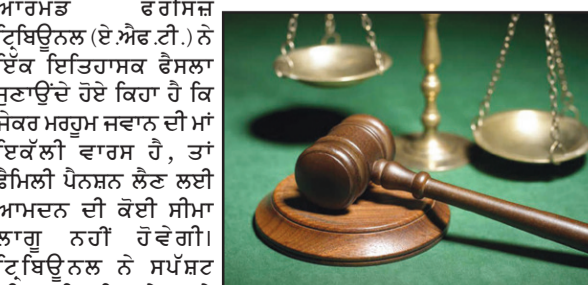 ਆਰਮਡ ਫੋਰਸਿਜ਼
ਟ੍ਰਿਬਿਊਨਲ (ਏ.ਐਫ.ਟੀ.) ਨੇ
ਇੱਕ ਇਤਿਹਾਸਕ ਫੈਸਲਾ
ਸੁਣਾਉਂਦੇ ਹੋਏ ਕਿਹਾ ਹੈ ਕਿ
ਜੇਕਰ ਮਰਹੂਮ ਜਵਾਨ ਦੀ ਮਾਂ
ਇਕੱਲੀ ਵਾਰਸ ਹੈ, ਤਾਂ
ਫੈਮਿਲੀ ਪੈਨਸ਼ਨ ਲੈਣ ਲਈ
ਆਮਦਨ ਦੀ ਕੋਈ ਸੀਮਾ
ਲਾਗੂ ਨਹੀਂ ਹੋਵੇਗੀ।
ਟ੍ਰਿਬਿਊਨਲ ਨੇ ਸਪੱਸ਼ਟ